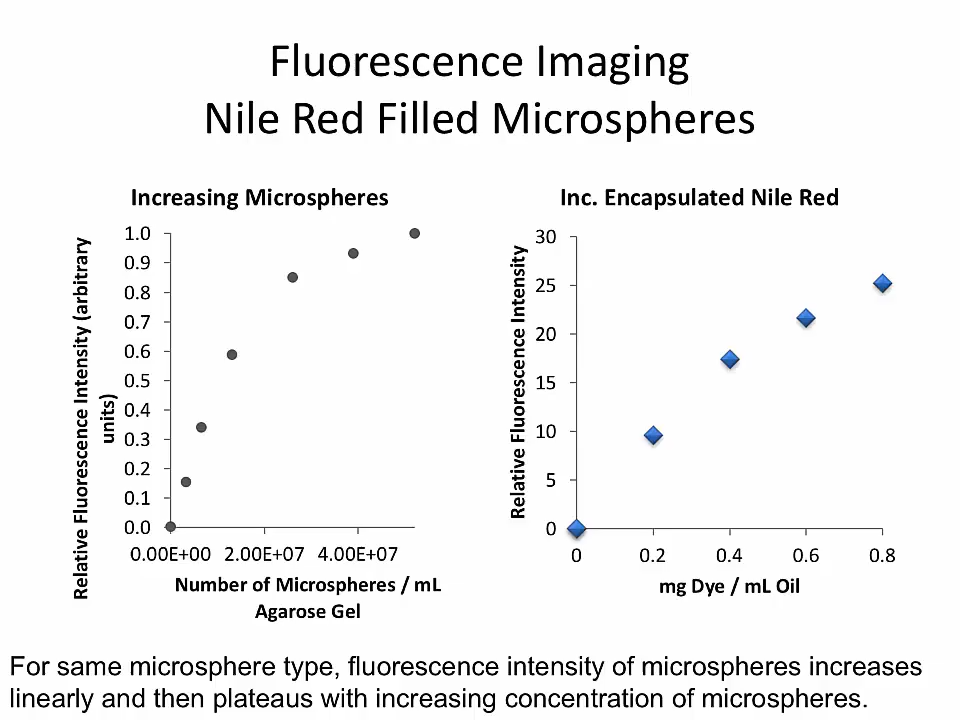 Fluorescence Imaging
Nile Red Filled Microspheres
Increasing Microspheres
Relative Fluorescence Intensity (arbitrary
units)
1.0
0.9
0.8
0.7
0.6
0.5
0.4
0.3
0.2
0.1
0.0
0.00E+00 2.00E+07 4.00E+07
Number of Microspheres / mL
Agarose Gel
Inc. Encapsulated Nile Red
Relative Fluorescence Intensity
30
25
20
15
10
5
0
0 0.2 0.4 0.6 0.8
mg Dye / mL Oil
For same microsphere type, fluorescence intensity of microspheres increases
linearly and then plateaus with increasing concentration of microspheres.